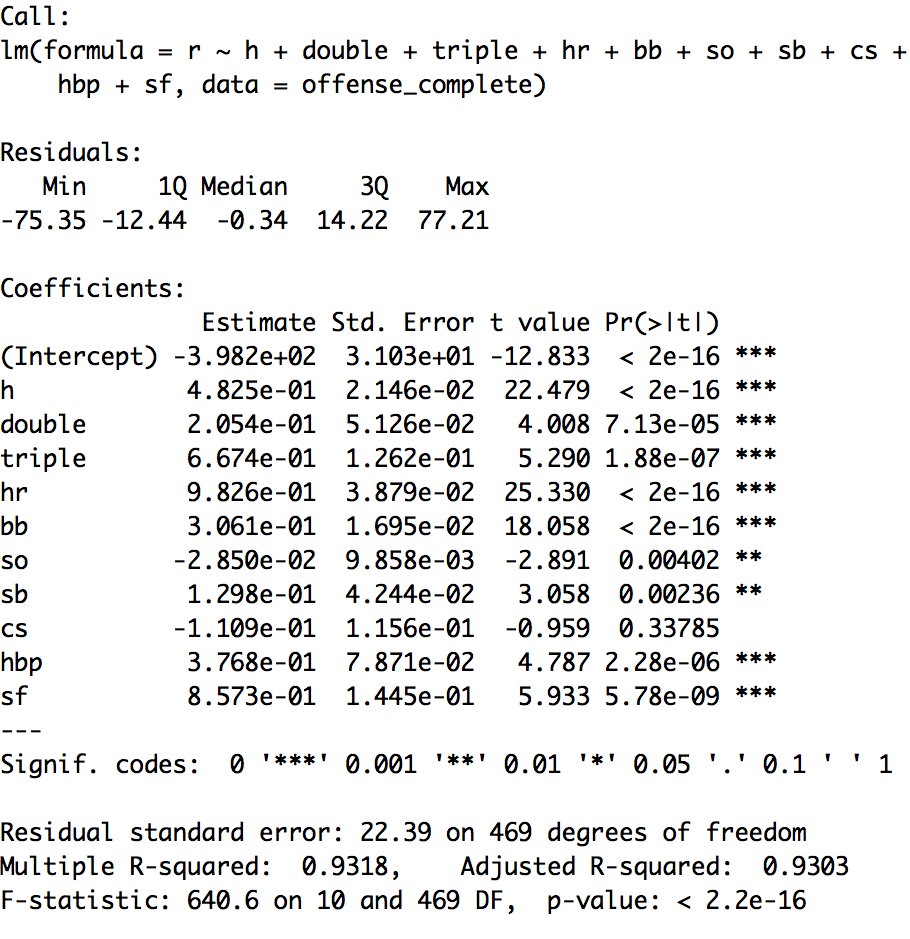 Call:
lm(formula = r ~ h + double + triple + hr + bb + so + sb + cs +
    hbp + sf, data = offense_complete)

Residuals:
   Min     1Q Median     3Q    Max
-75.35 -12.44  -0.34  14.22  77.21

Coefficients:
              Estimate Std. Error t value Pr(>|t|)
(Intercept) -3.982e+02  3.103e+01 -12.833  < 2e-16 ***
h            4.825e-01  2.146e-02  22.479  < 2e-16 ***
double       2.054e-01  5.126e-02   4.008 7.13e-05 ***
triple       6.674e-01  1.262e-01   5.290 1.88e-07 ***
hr           9.826e-01  3.879e-02  25.330  < 2e-16 ***
bb           3.061e-01  1.695e-02  18.058  < 2e-16 ***
so          -2.850e-02  9.858e-03  -2.891  0.00402 **
sb           1.298e-01  4.244e-02   3.058  0.00236 **
cs          -1.109e-01  1.156e-01  -0.959  0.33785
hbp          3.768e-01  7.871e-02   4.787 2.28e-06 ***
sf           8.573e-01  1.445e-01   5.933 5.78e-09 ***
---
Signif. codes:  0 '***' 0.001 '**' 0.01 '*' 0.05 '.' 0.1 ' ' 1

Residual standard error: 22.39 on 469 degrees of freedom
Multiple R-squared:  0.9318,    Adjusted R-squared:  0.9303
F-statistic: 640.6 on 10 and 469 DF,  p-value: < 2.2e-16